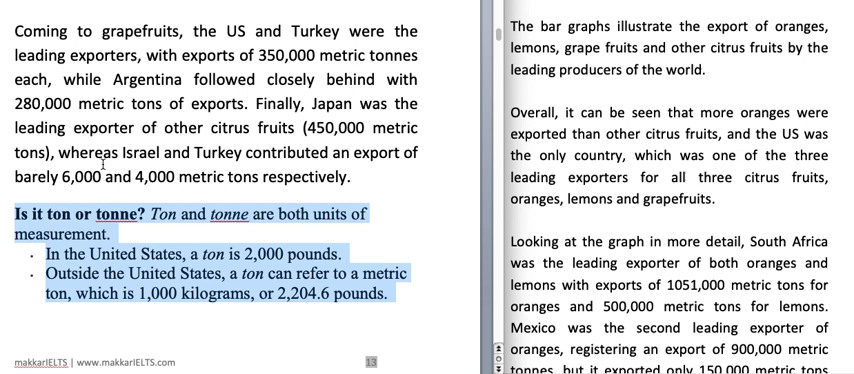 Coming to grapefruits, the US and Turkey were the
leading exporters, with exports of 350,000 metric tonnes
each, while Argentina followed closely behind with
280,000 metric tons of exports. Finally, Japan was the
leading exporter of other citrus fruits (450,000 metric
tons), whereas Israel and Turkey contributed an export of
barely 6,000 and 4,000 metric tons respectively.
Is it ton or tonne? Ton and tonne are both units of
measurement.
· In the United States, a ton is 2,000 pounds.
· Outside the United States, a ton can refer to a metric
ton, which is 1,000 kilograms, or 2,204.6 pounds.
makkarIELTS | www.makkarIELTS.com 13
The bar graphs illustrate the export of oranges,
lemons, grape fruits and other citrus fruits by the
leading producers of the world.
Overall, it can be seen that more oranges were
exported than other citrus fruits, and the US was
the only country, which was one of the three
leading exporters for all three citrus fruits,
oranges, lemons and grapefruits.
Looking at the graph in more detail, South Africa
was the leading exporter of both oranges and
lemons with exports of 1051,000 metric tons for
oranges and 500,000 metric tons for lemons.
Mexico was the second leading exporter of
oranges, registering an export of 900,000 metric
tonnes, but it exported only 150,000 metric tons